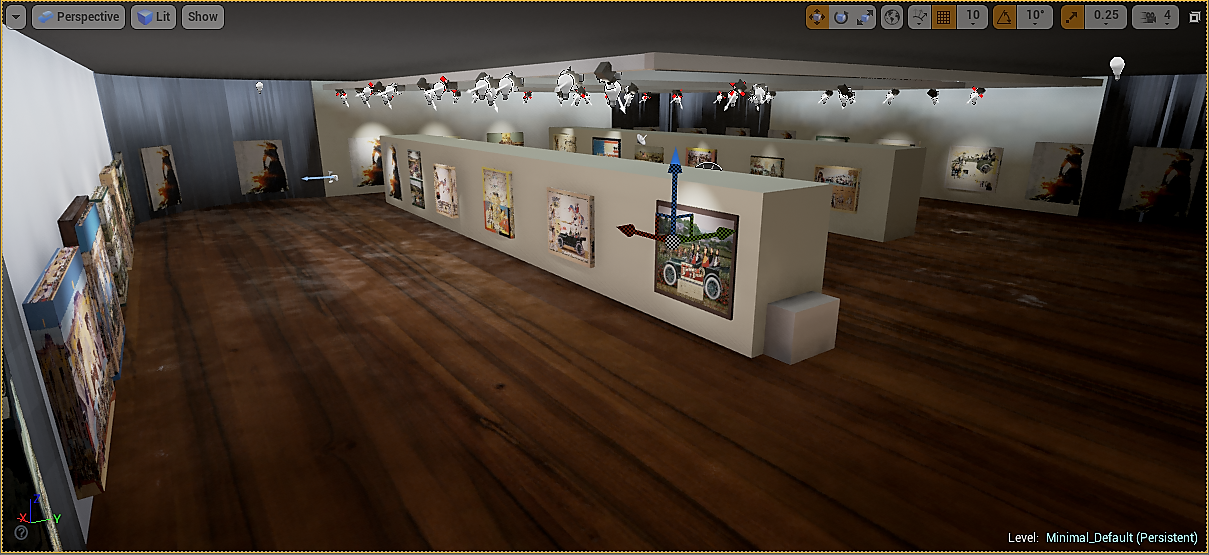 Perspective Lit Show 10 10° 0.25 4
Z
X Y
?
Level: Minimal_Default (Persistent)